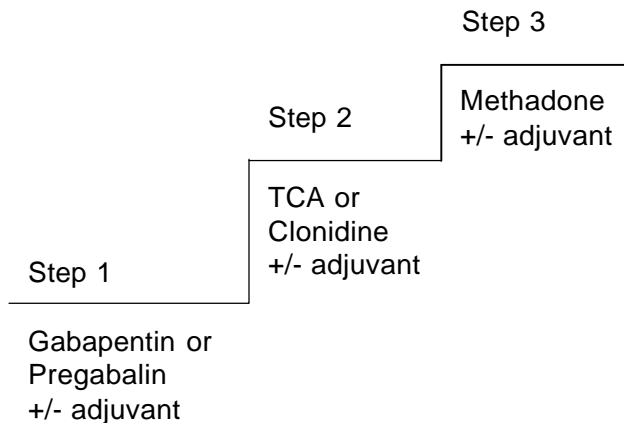 Step 1
Gabapentin or
Pregabalin
+/- adjuvant
Step 2
TCA or
Clonidine
+/- adjuvant
Step 3
Methadone
+/- adjuvant